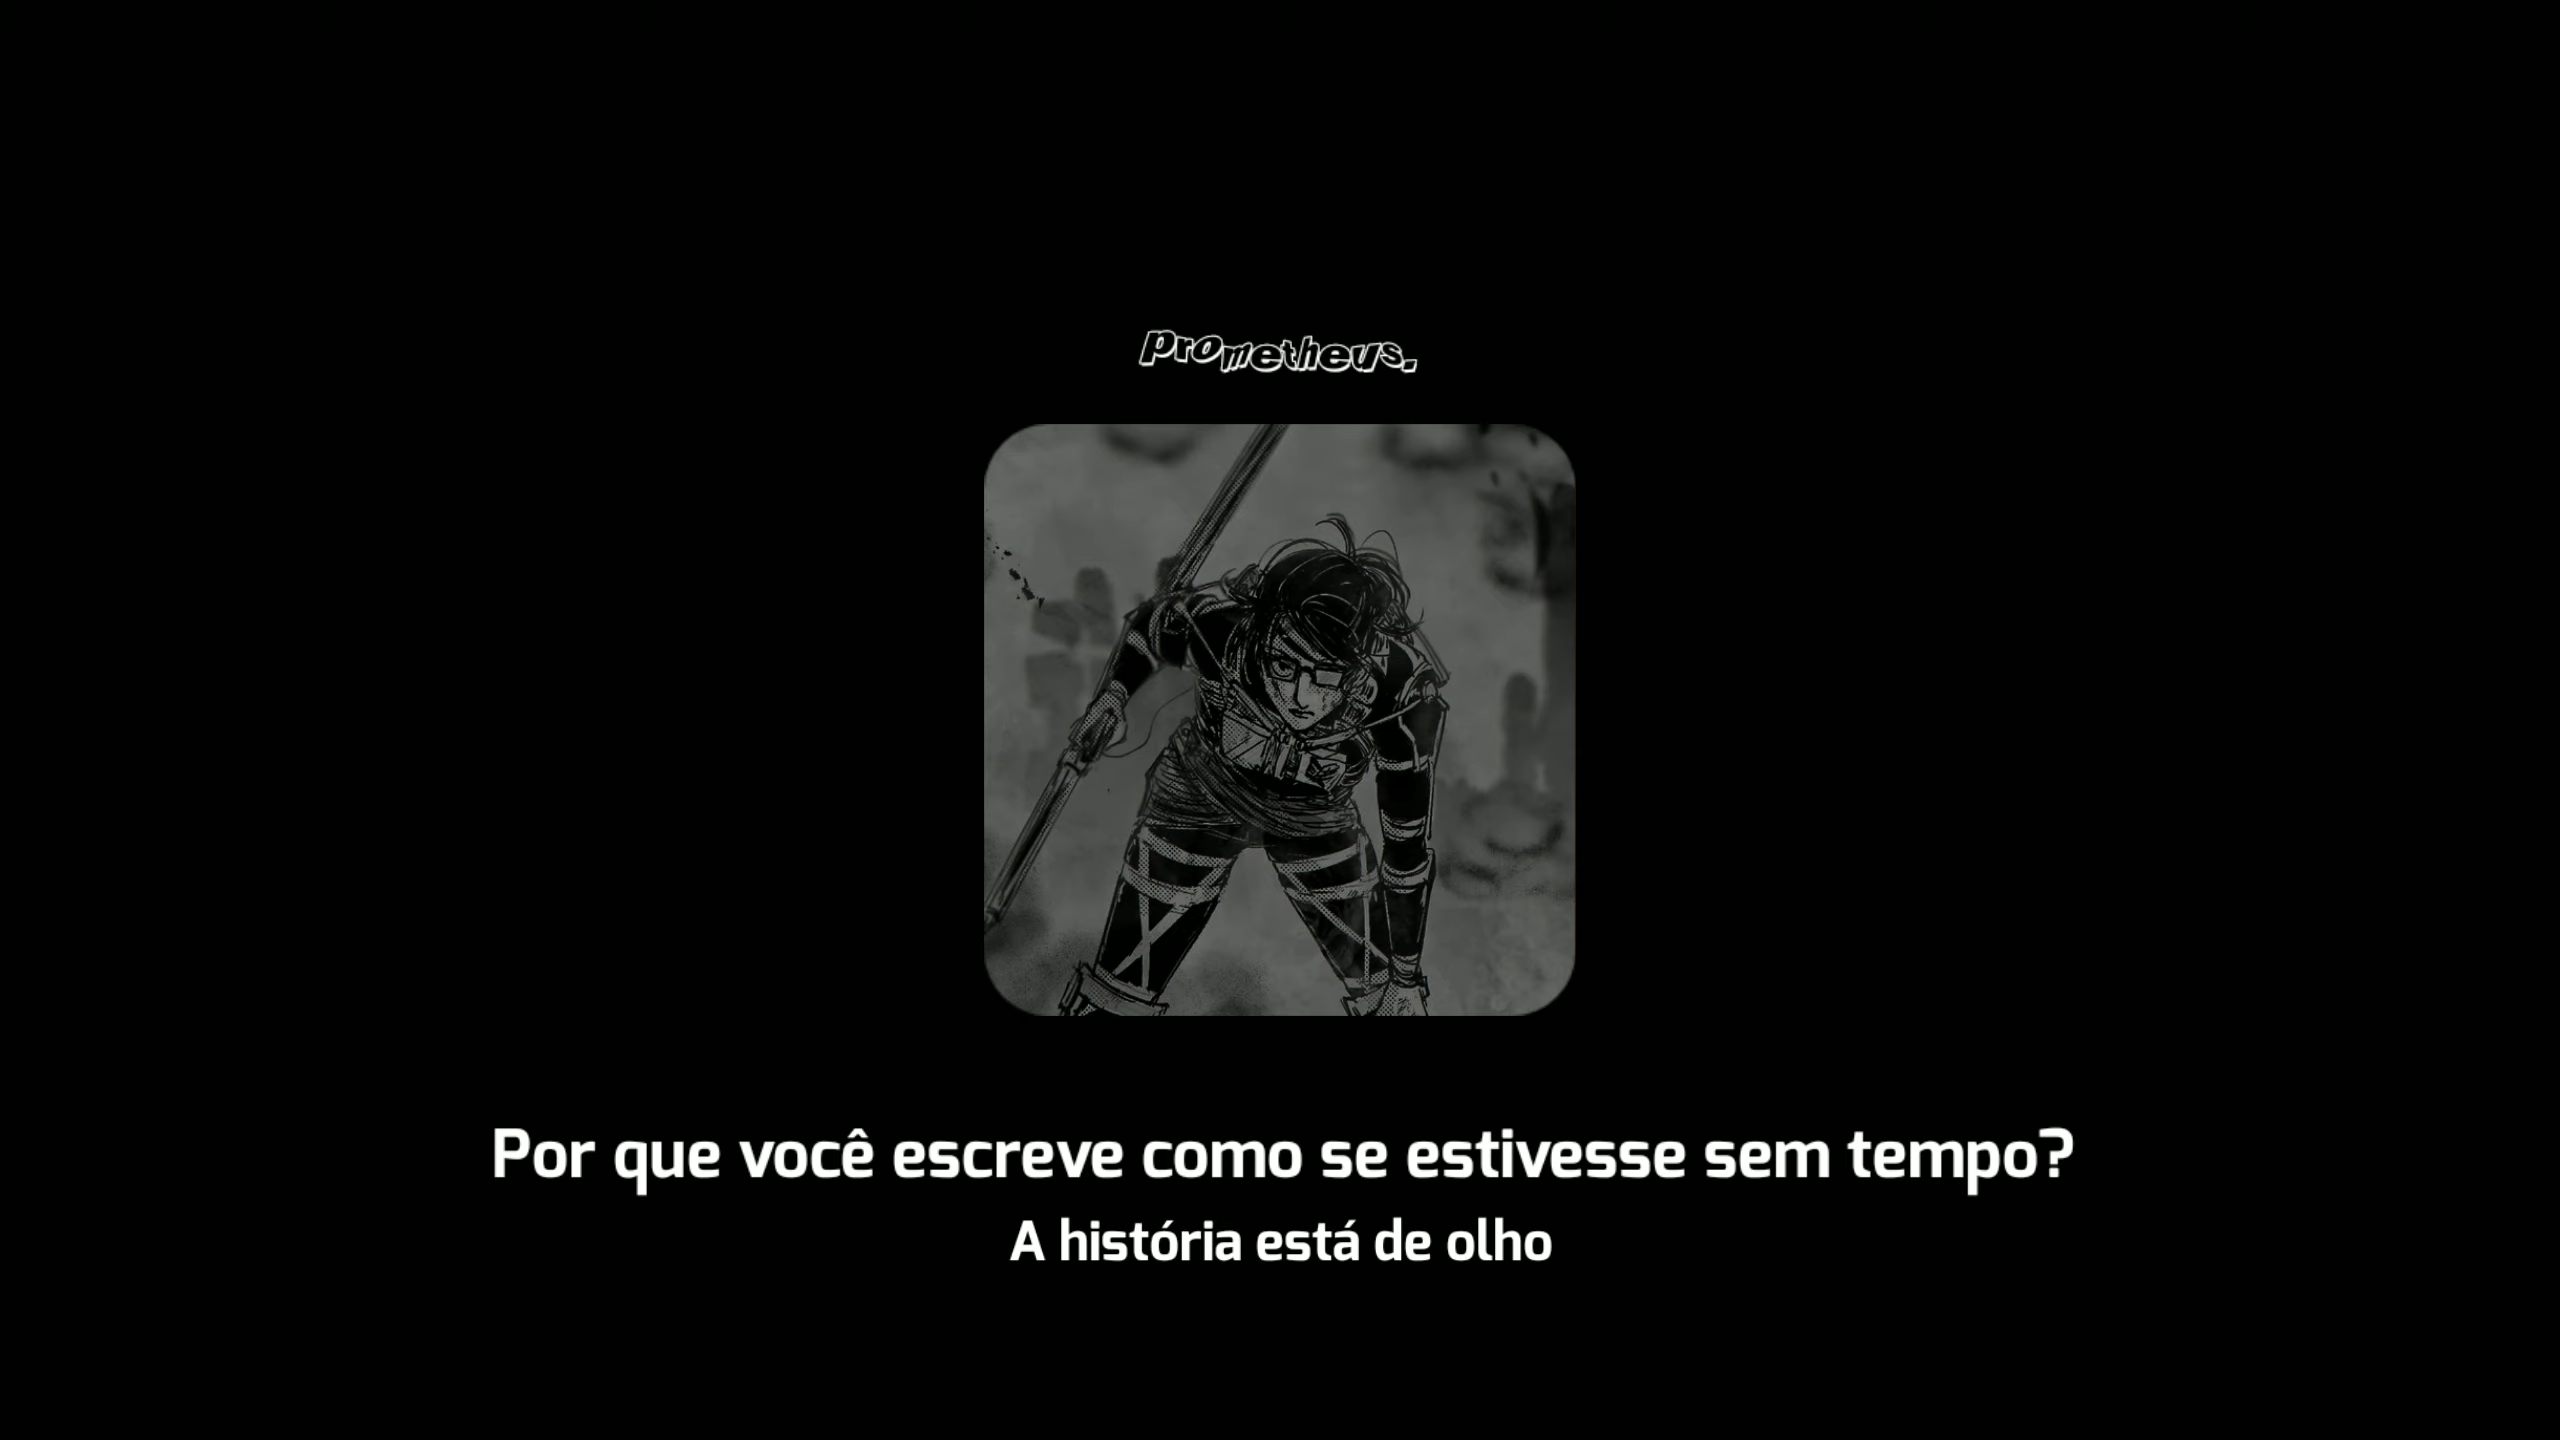 prometheus.
Por que você escreve como se estivesse sem tempo?
A história está de olho